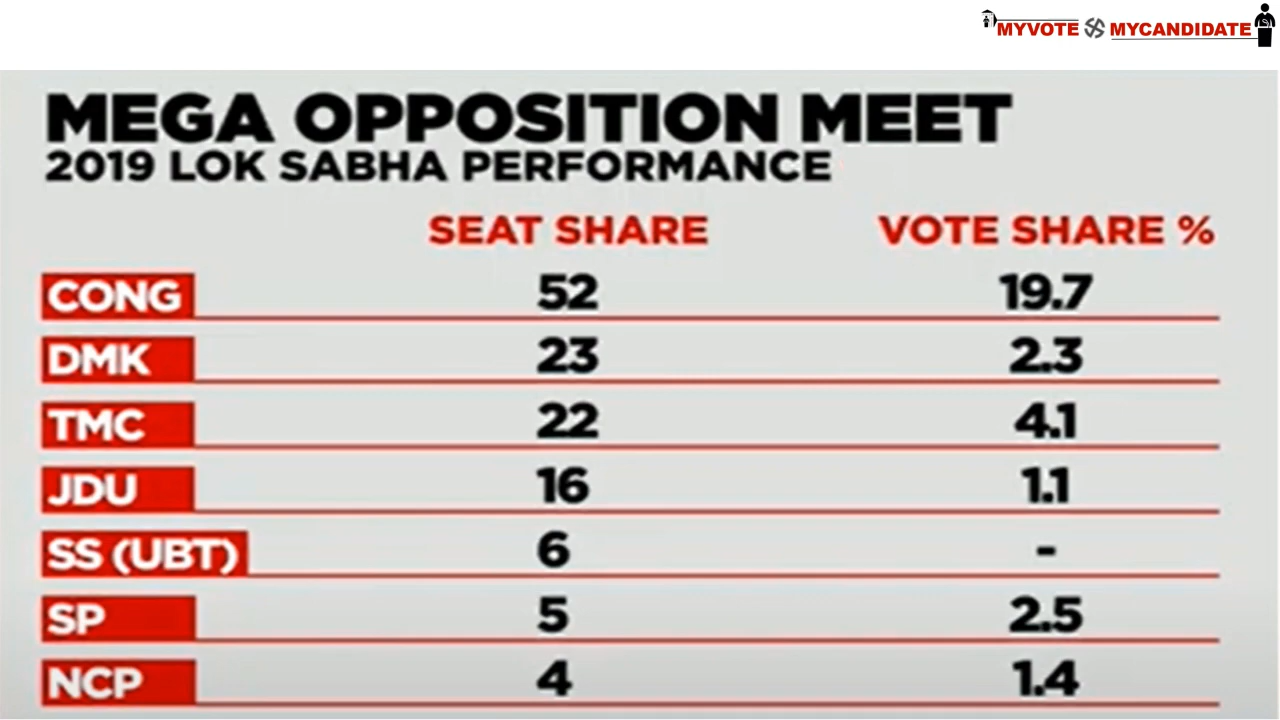 MYVOTE MYCANDIDATE
MEGA OPPOSITION MEET
2019 LOK SABHA PERFORMANCE
SEAT SHARE VOTE SHARE %
CONG 52 19.7
DMK 23 2.3
TMC 22 4.1
JDU 16 1.1
SS (UBT) 6 -
SP 5 2.5
NCP 4 1.4